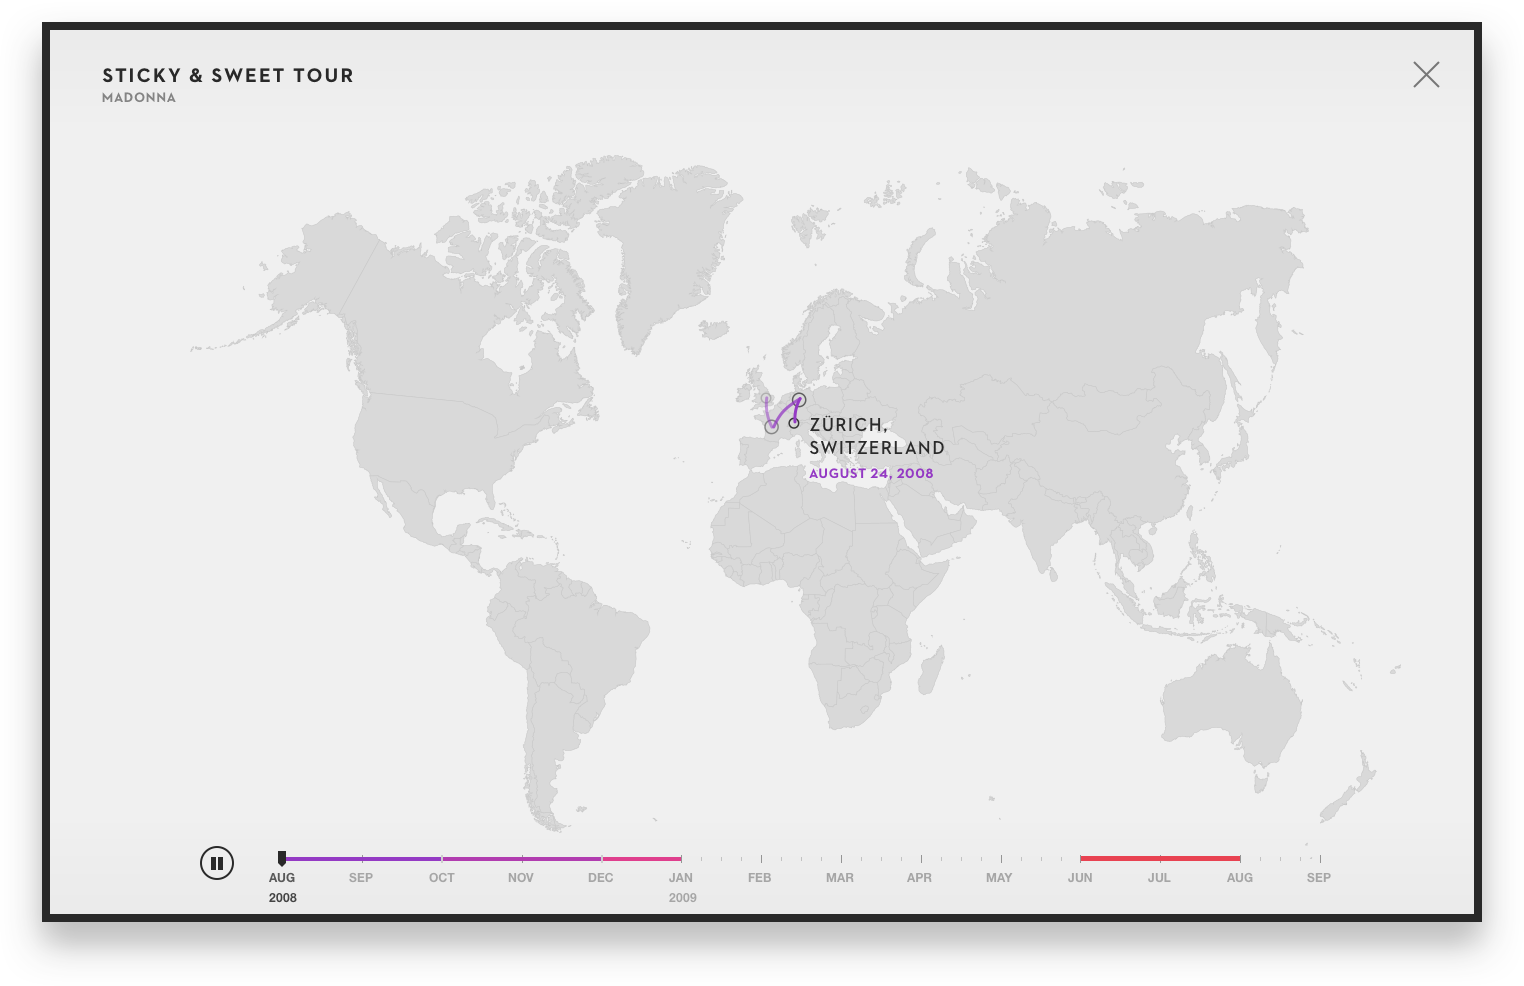 STICKY & SWEET TOUR
MADONNA
ZÜRICH,
SWITZERLAND
AUGUST 24, 2008
AUG SEP OCT NOV DEC JAN FEB MAR APR MAY JUN JUL AUG SEP
2008 2009